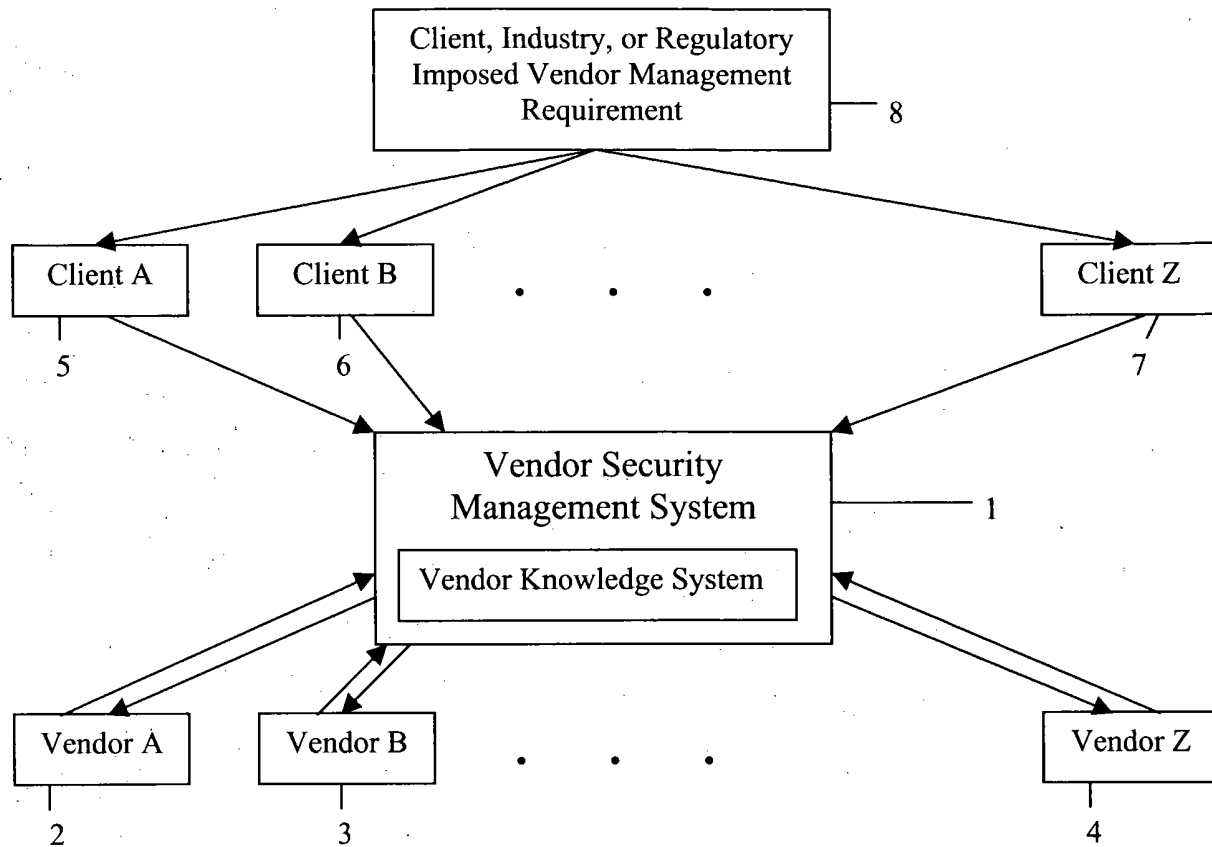 Client, Industry, or Regulatory
Imposed Vendor Management
Requirement
8
Client A
Client B
. . .
Client Z
5
6
7
Vendor Security
Management System
1
Vendor Knowledge System
Vendor A
Vendor B
. . .
Vendor Z
2
3
4